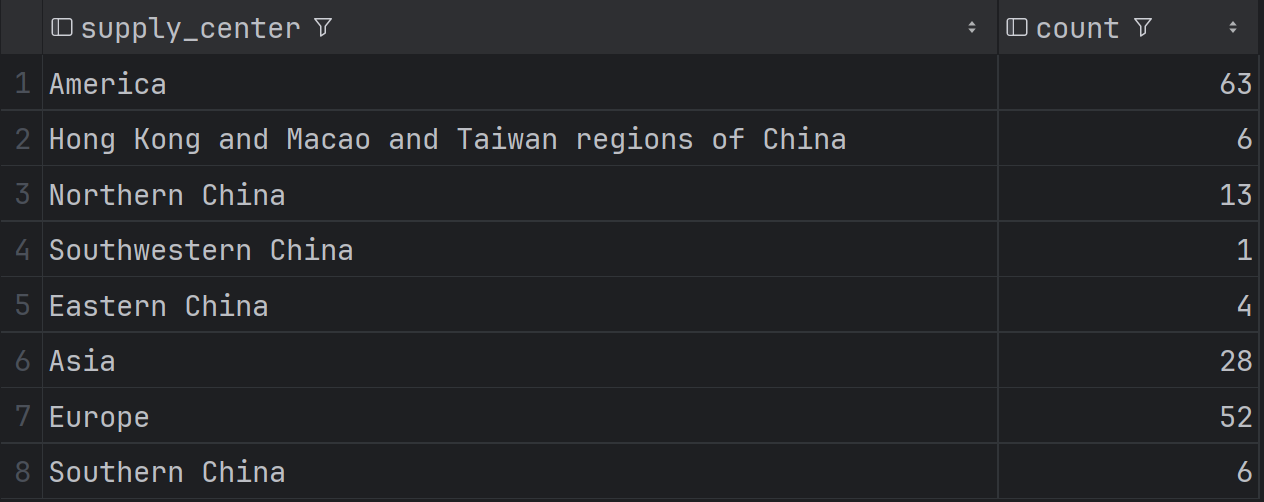 supply_center count
1 America 63
2 Hong Kong and Macao and Taiwan regions of China 6
3 Northern China 13
4 Southwestern China 1
5 Eastern China 4
6 Asia 28
7 Europe 52
8 Southern China 6